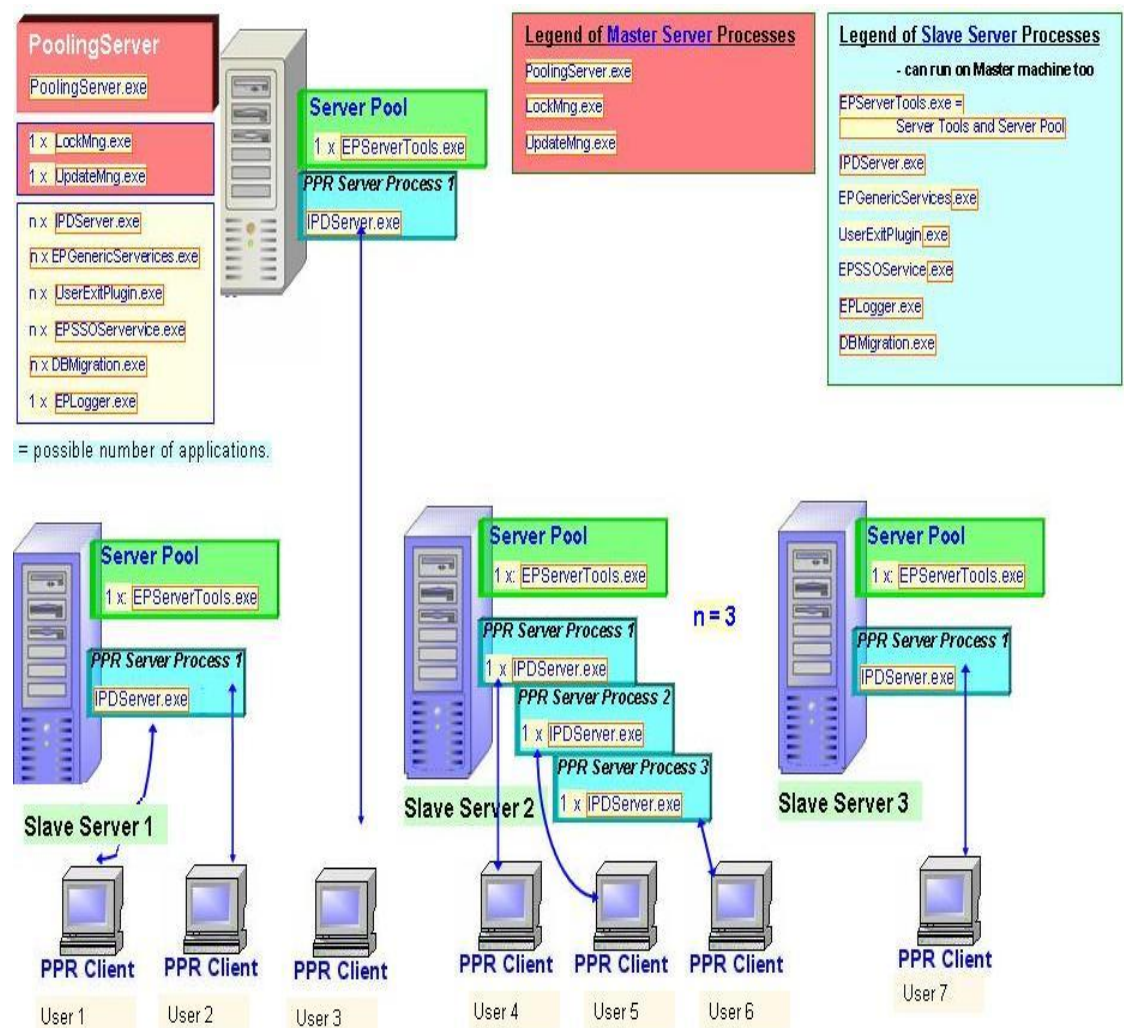 PoolingServer
PoolingServer.exe
1 x LockMng.exe
1 x UpdateMng.exe
n x IPDServer.exe
n x EPGenericServerices.exe
n x UserExitPlugin.exe
n x EPSSOServervice.exe
n x DBMigration.exe
1 x EPLogger.exe
= possible number of applications.
Server Pool
1 x EPServerTools.exe
PPR Server Process 1
IPDServer.exe
Legend of Master Server Processes
PoolingServer.exe
LockMng.exe
UpdateMng.exe
Legend of Slave Server Processes
- can run on Master machine too
EPServerTools.exe =
Server Tools and Server Pool
IPDServer.exe
EPGenericServices.exe
UserExitPlugin.exe
EPSSOService.exe
EPLogger.exe
DBMigration.exe
Server Pool
1 x: EPServerTools.exe
PPR Server Process 1
IPDServer.exe
Slave Server 1
Server Pool
1 x: EPServerTools.exe
n = 3
PPR Server Process 1
1 x IPDServer.exe
PPR Server Process 2
1 x IPDServer.exe
PPR Server Process 3
1 x IPDServer.exe
Slave Server 2
Server Pool
1 x: EPServerTools.exe
PPR Server Process 1
IPDServer.exe
Slave Server 3
PPR Client
User 1
PPR Client
User 2
PPR Client
User 3
PPR Client
User 4
PPR Client
User 5
PPR Client
User 6
PPR Client
User 7